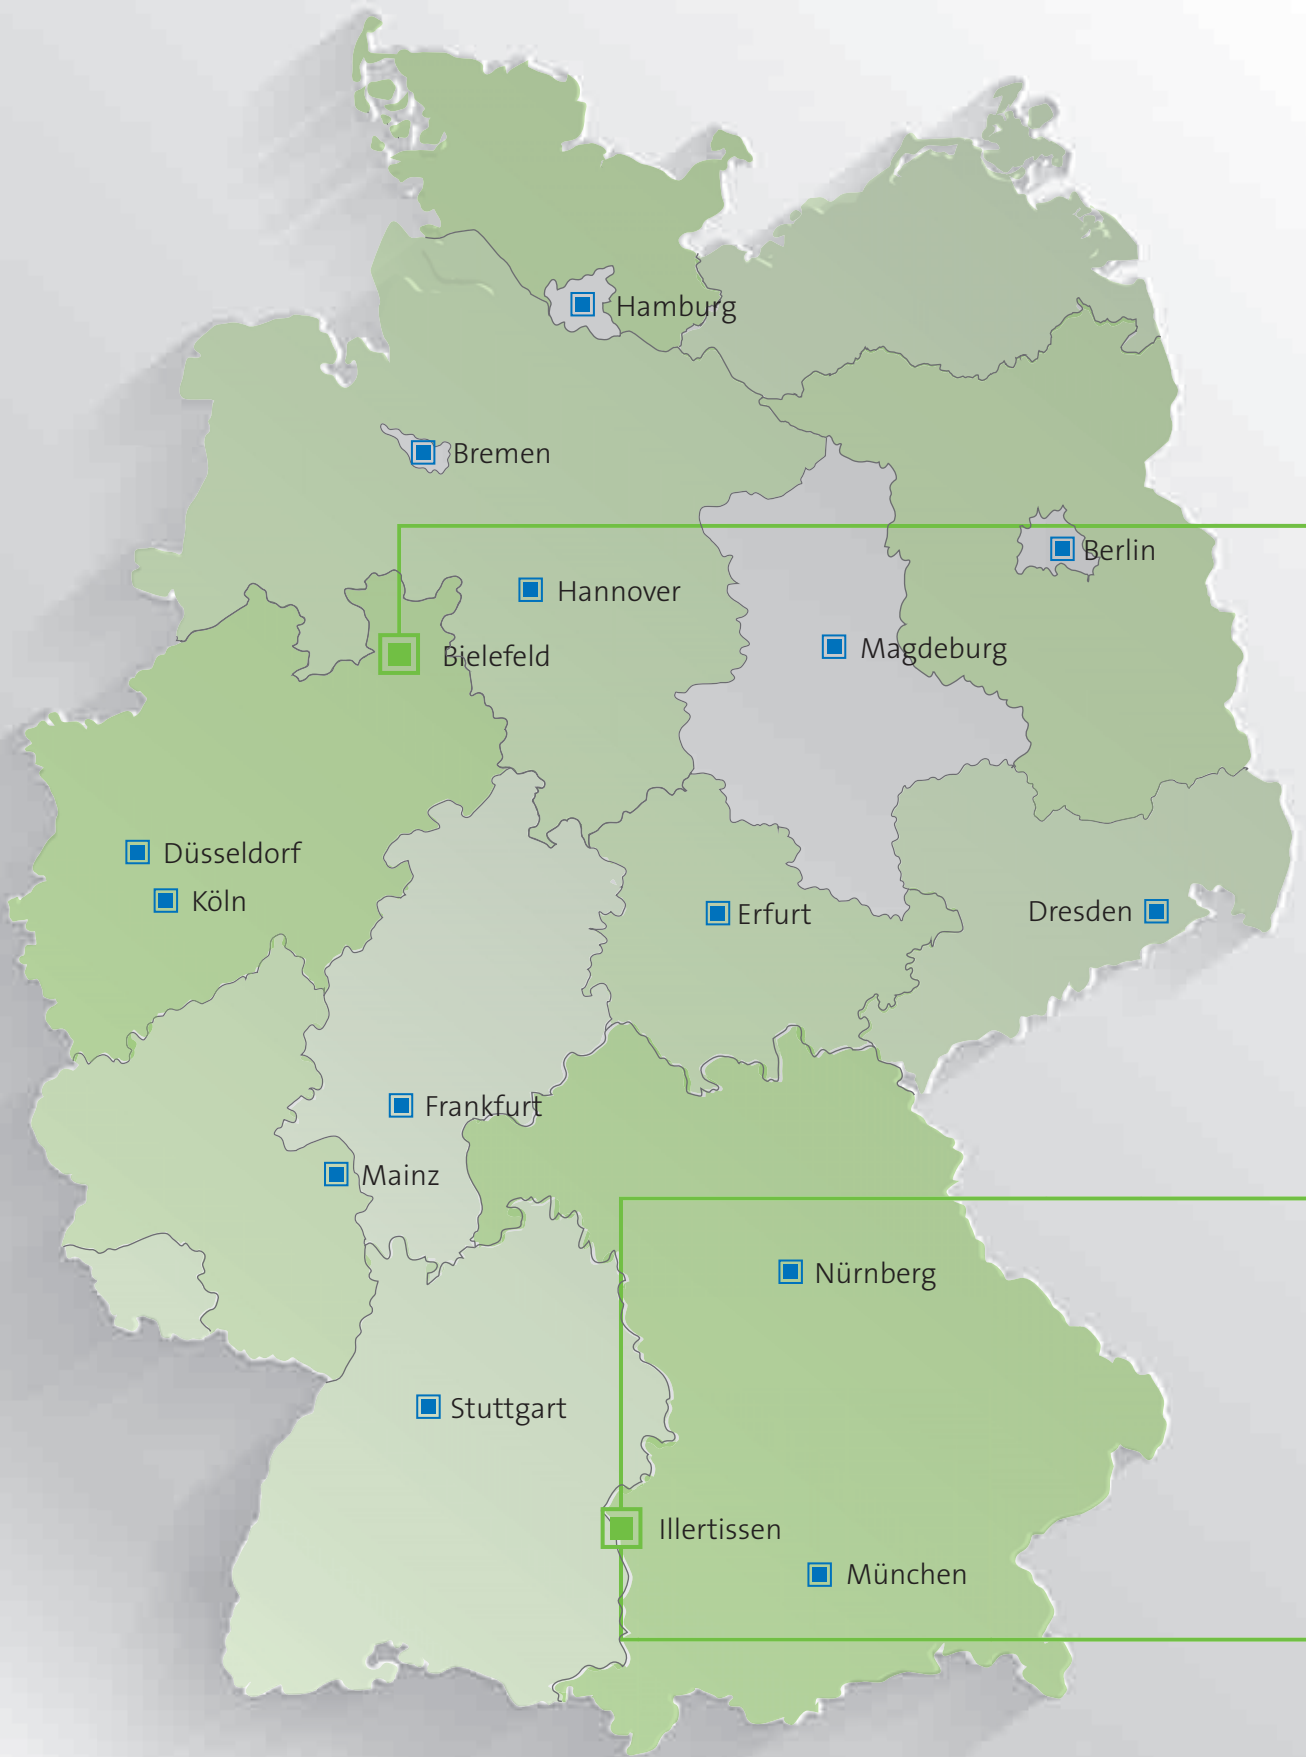 Hamburg
Bremen
Berlin
Hannover
Magdeburg
Bielefeld
Düsseldorf
Köln
Erfurt
Dresden
Frankfurt
Mainz
Nürnberg
Stuttgart
Illertissen
München